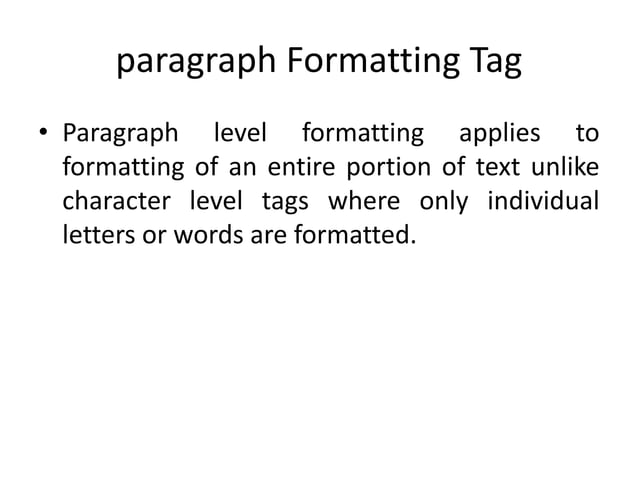 paragraph Formatting Tag
• Paragraph level formatting applies to
formatting of an entire portion of text unlike
character level tags where only individual
letters or words are formatted.